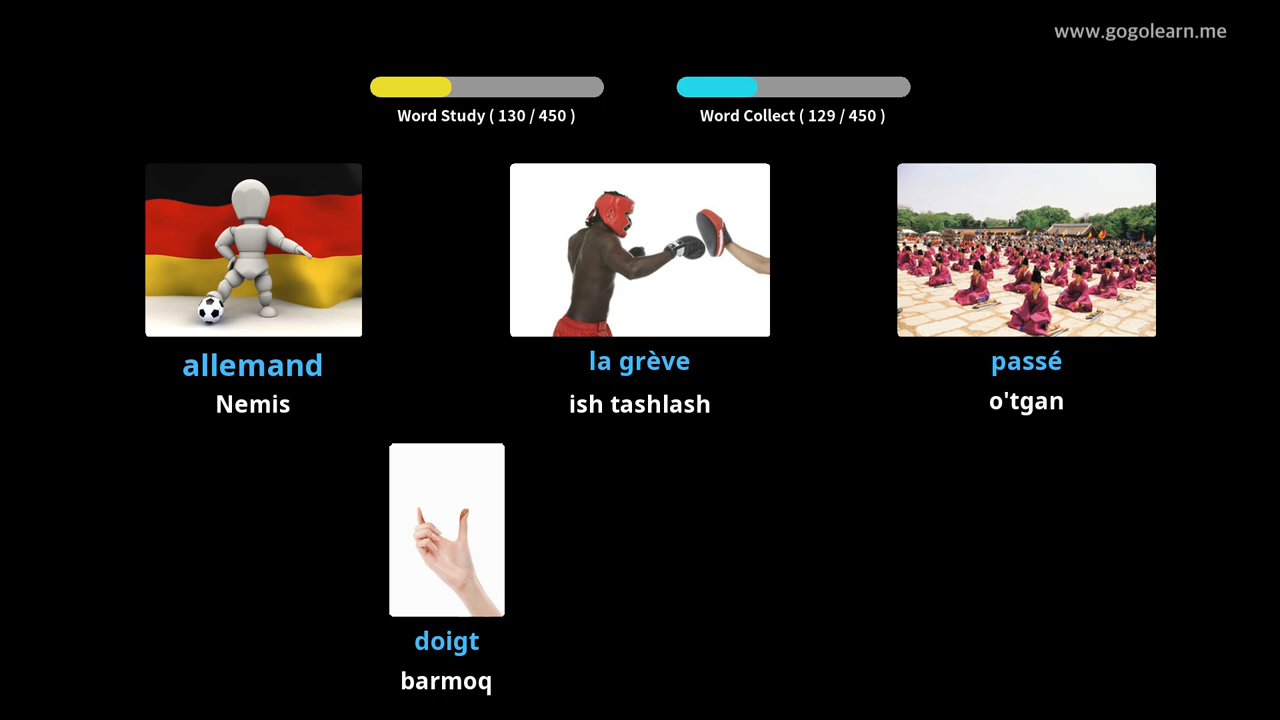 www.gogolearn.me
Word Study ( 130 / 450 )
Word Collect ( 129 / 450 )
allemand
Nemis
la grève
ish tashlash
passé
o'tgan
doigt
barmoq